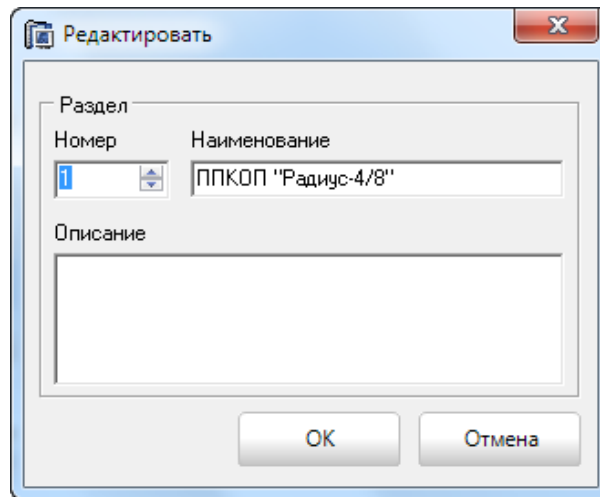 Редактировать
Раздел
Номер Наименование
1 ППКОП "Радиус-4/8"
Описание
OK Отмена